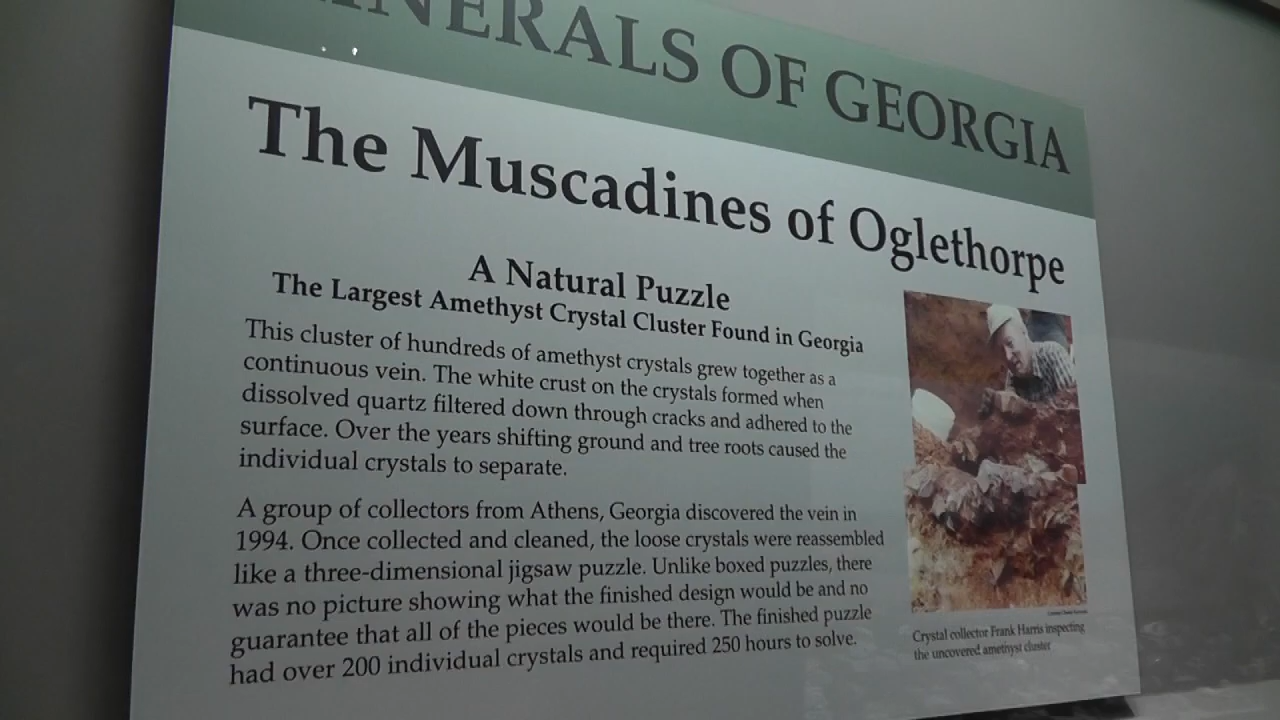 MINERALS OF GEORGIA
The Muscadines of Oglethorpe
A Natural Puzzle
The Largest Amethyst Crystal Cluster Found in Georgia
This cluster of hundreds of amethyst crystals grew together as a
continuous vein. The white crust on the crystals formed when
dissolved quartz filtered down through cracks and adhered to the
surface. Over the years shifting ground and tree roots caused the
individual crystals to separate.
A group of collectors from Athens, Georgia discovered the vein in
1994. Once collected and cleaned, the loose crystals were reassembled
like a three-dimensional jigsaw puzzle. Unlike boxed puzzles, there
was no picture showing what the finished design would be and no
guarantee that all of the pieces would be there. The finished puzzle
had over 200 individual crystals and required 250 hours to solve.
Crystal collector Frank Harris inspecting
the uncovered amethyst cluster